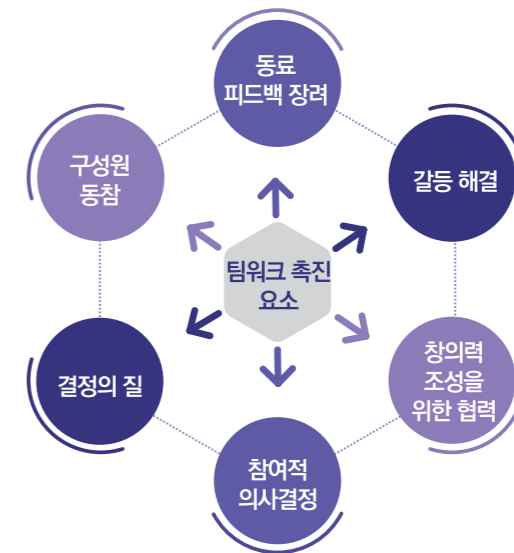 동료
피드백 장려
구성원
동참
갈등 해결
팀워크 촉진
요소
결정의 질
창의력
조성을
위한 협력
참여적
의사결정